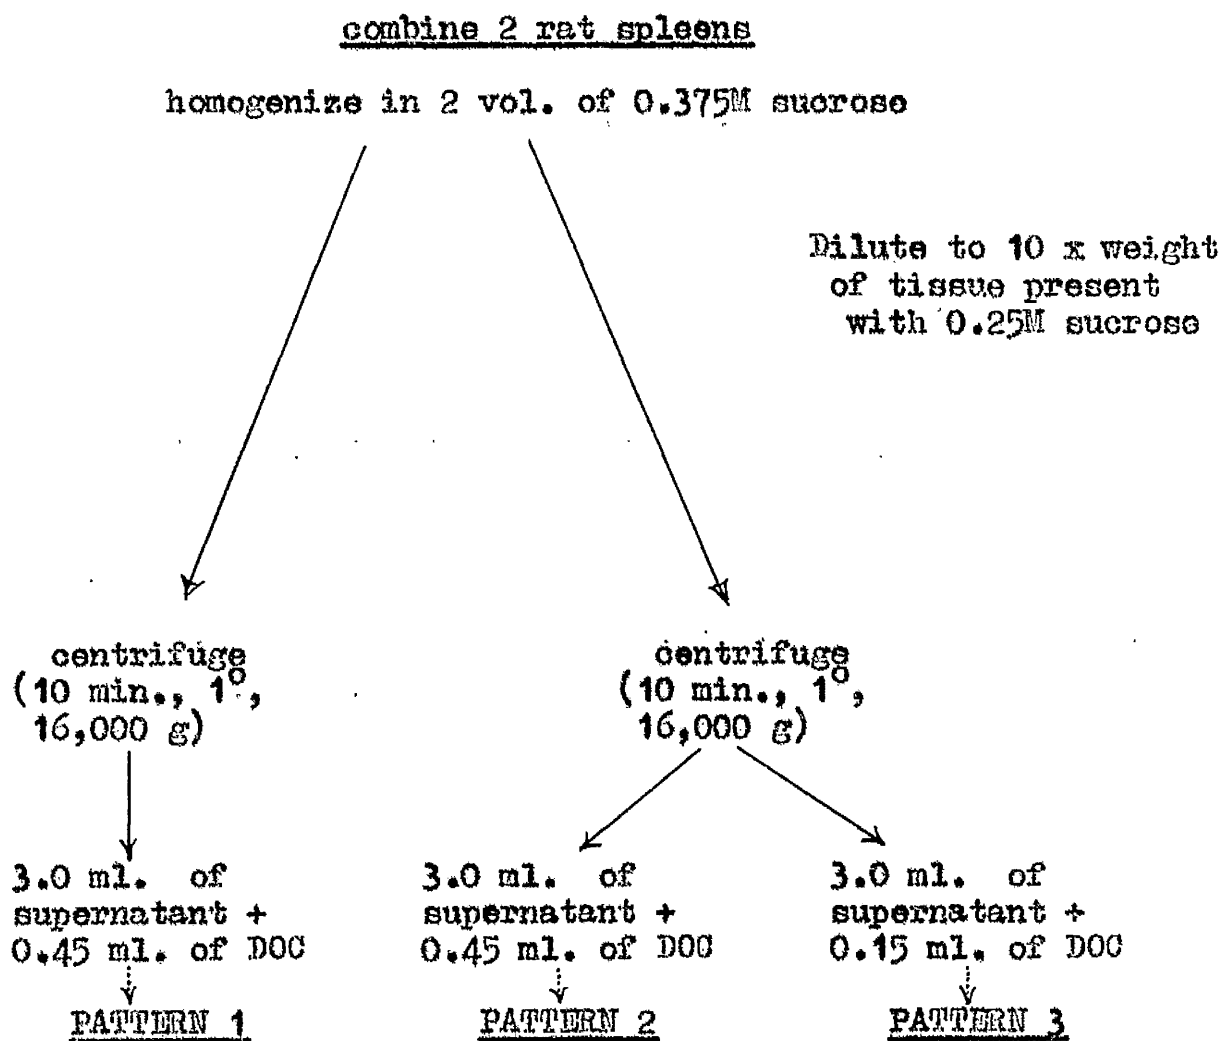 combine 2 rat spleens
homogenize in 2 vol. of 0.375M sucrose
Dilute to 10 x weight
of tissue present
with 0.25M sucrose
centrifuge
(10 min., 1°,
16,000 g)
centrifuge
(10 min., 1°,
16,000 g)
3.0 ml. of
supernatant +
0.45 ml. of DOC
PATTERN 1
3.0 ml. of
supernatant +
0.45 ml. of DOC
PATTERN 2
3.0 ml. of
supernatant +
0.15 ml. of DOC
PATTERN 3